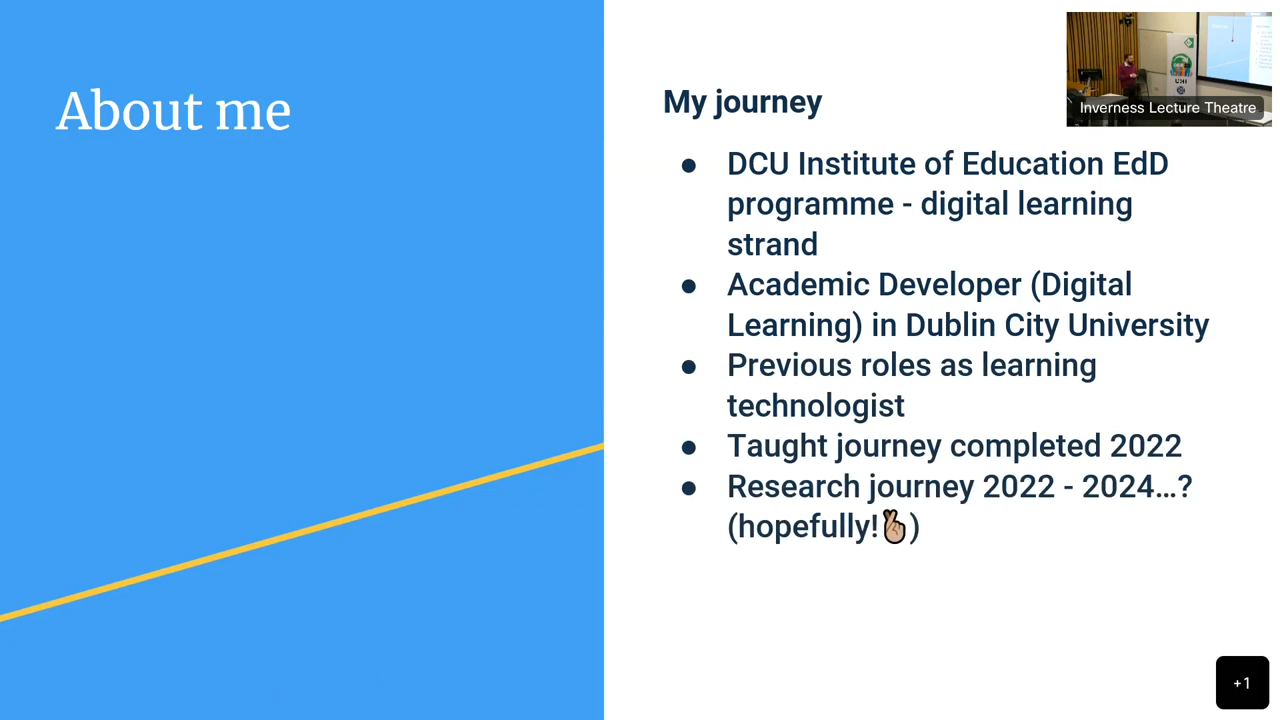 About me
My journey
Inverness Lecture Theatre
● DCU Institute of Education EdD
programme - digital learning
strand
● Academic Developer (Digital
Learning) in Dublin City University
● Previous roles as learning
technologist
● Taught journey completed 2022
● Research journey 2022 - 2024...?
(hopefully!🤞)
+1